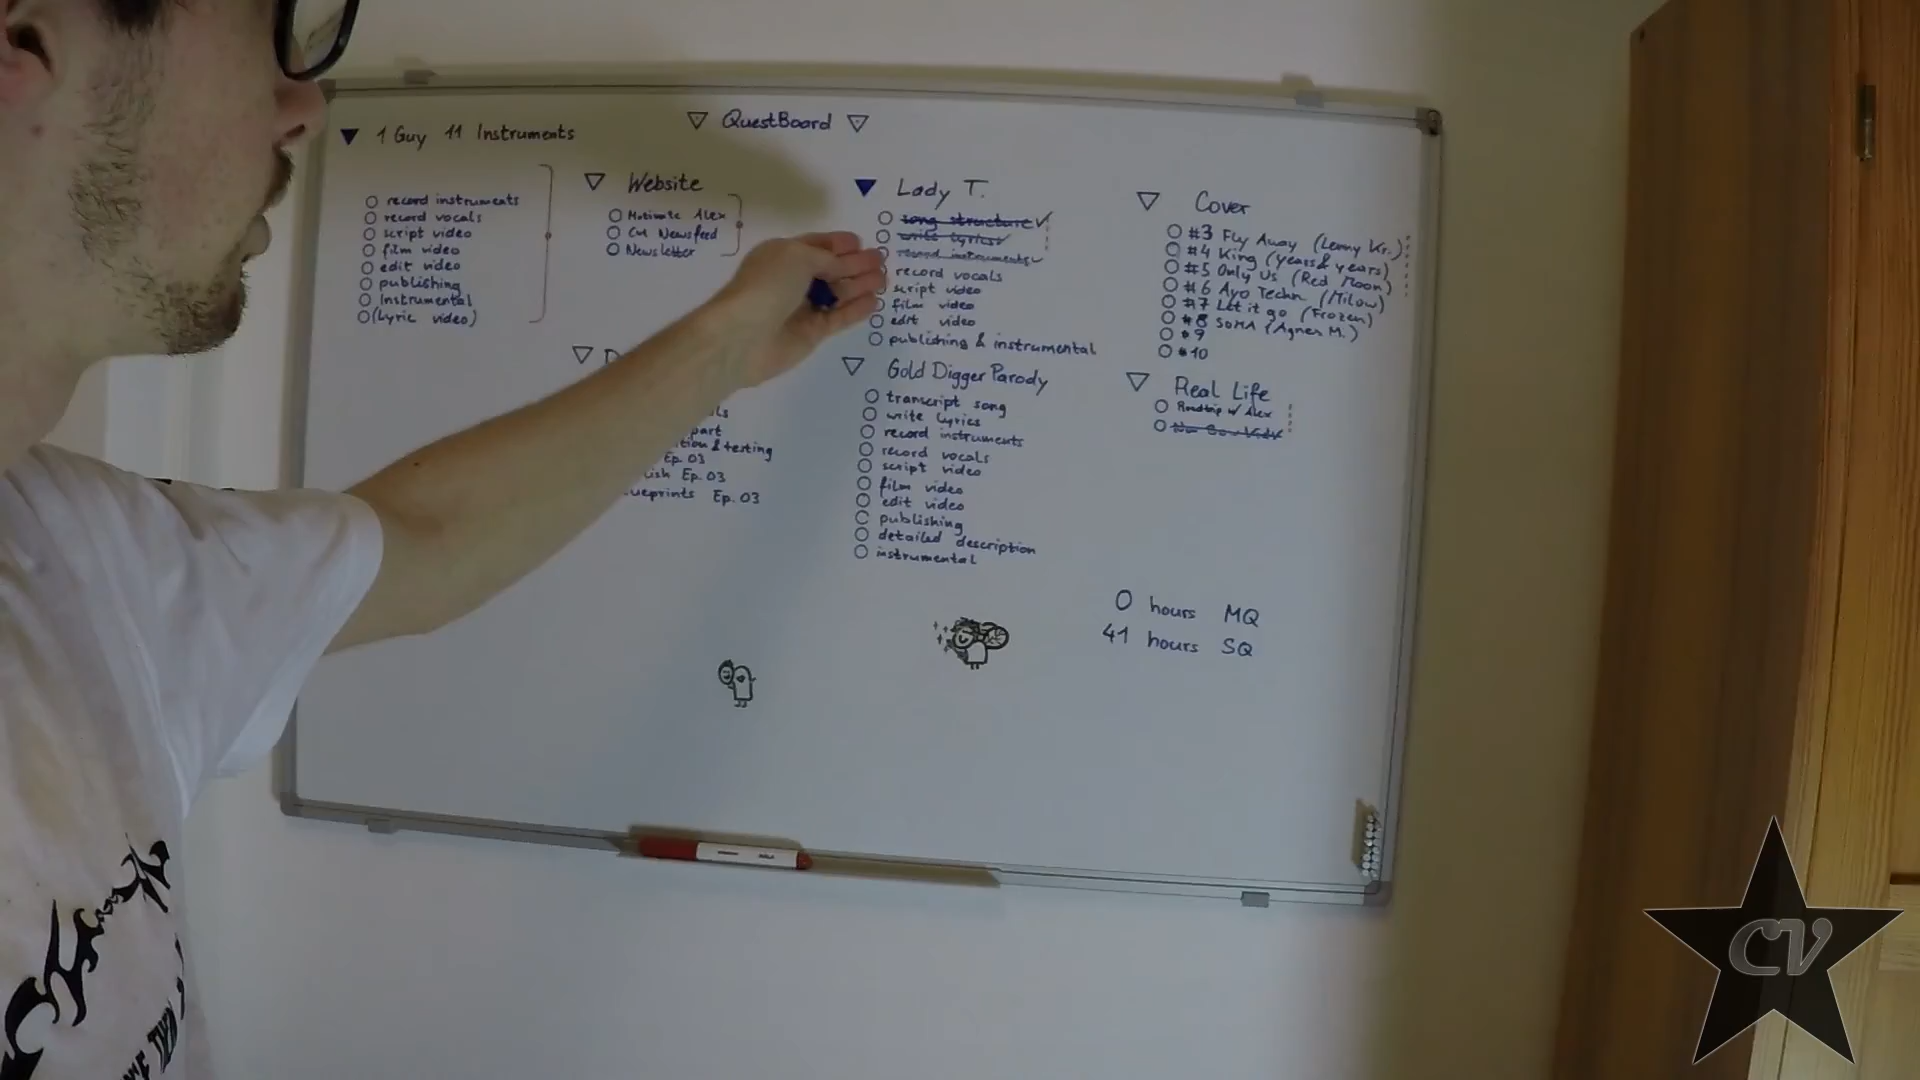 QuestBoard
1 Guy 11 Instruments
record instruments
record vocals
script video
film video
edit video
publishing
Instrumental
(Lyric video)
Website
Motivate Alex
CM Newsfeed
Newsletter
part
& testing
Ep. 03
Ep. 03
Ep. 03
Lady T.
song structure
write lyrics
record instruments
record vocals
script video
film video
edit video
publishing & instrumental
Gold Digger Parody
transcript song
write lyrics
record instruments
record vocals
script video
film video
edit video
publishing
detailed description
instrumental
Cover
#3 Fly Away (Lenny Kr.)
#4 King (years & years)
#5 Only Us (Red Moon)
#6 Ayo Techn. (Milow)
#7 Let it go (Frozen)
#8 SOMA (Agnes M.)
#9
#10
Real Life
Roadtrip w/ Alex
0 hours MQ
41 hours SQ
CV